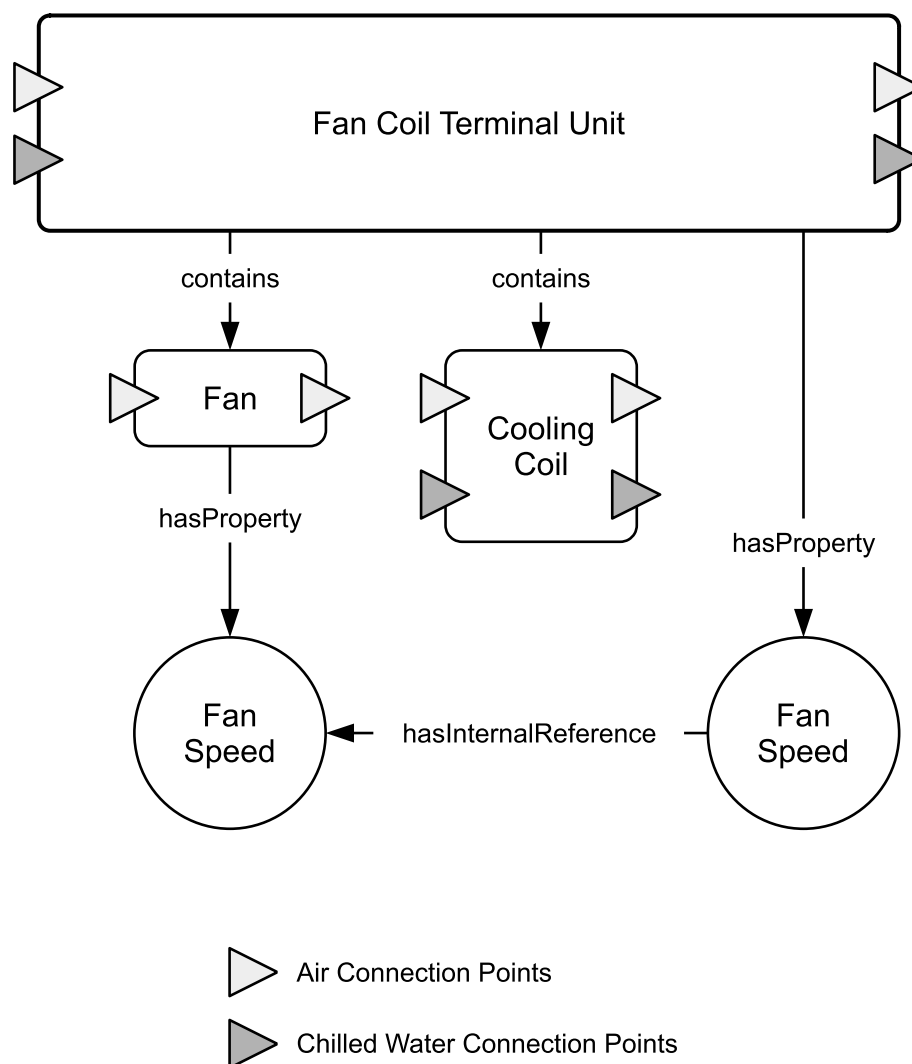 Fan Coil Terminal Unit
contains
contains
Fan
Cooling
Coil
hasProperty
hasProperty
Fan
Speed
hasInternalReference
Fan
Speed
Air Connection Points
Chilled Water Connection Points